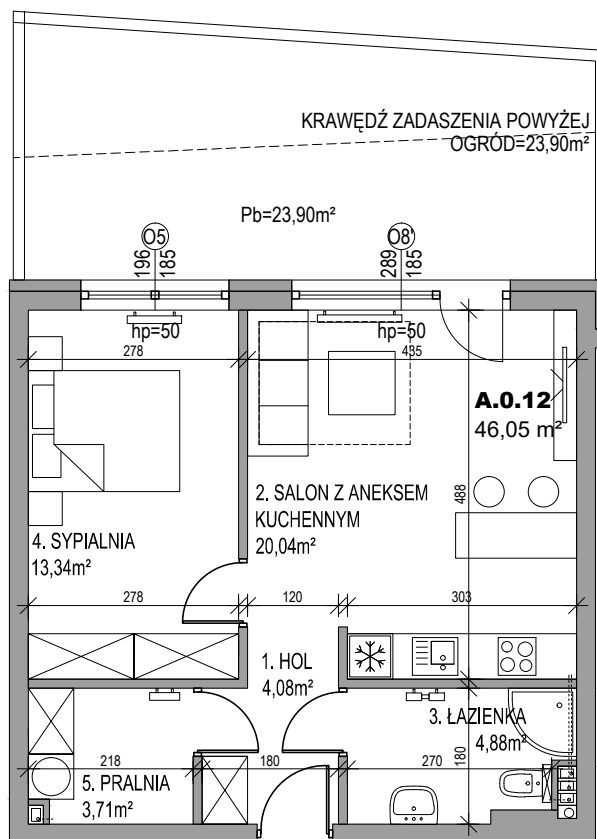 KRAWĘDŹ ZADASZENIA POWYŻEJ
OGRÓD=23,90m²
Pb=23,90m²
O5
196
185
O8'
289
185
hp=50
hp=50
278
435
A.0.12
46,05 m²
488
2. SALON Z ANEKSEM
KUCHENNYM
20,04m²
4. SYPIALNIA
13,34m²
278
120
303
1. HOL
4,08m²
3. ŁAZIENKA
4,88m²
218
180
270
180
5. PRALNIA
3,71m²